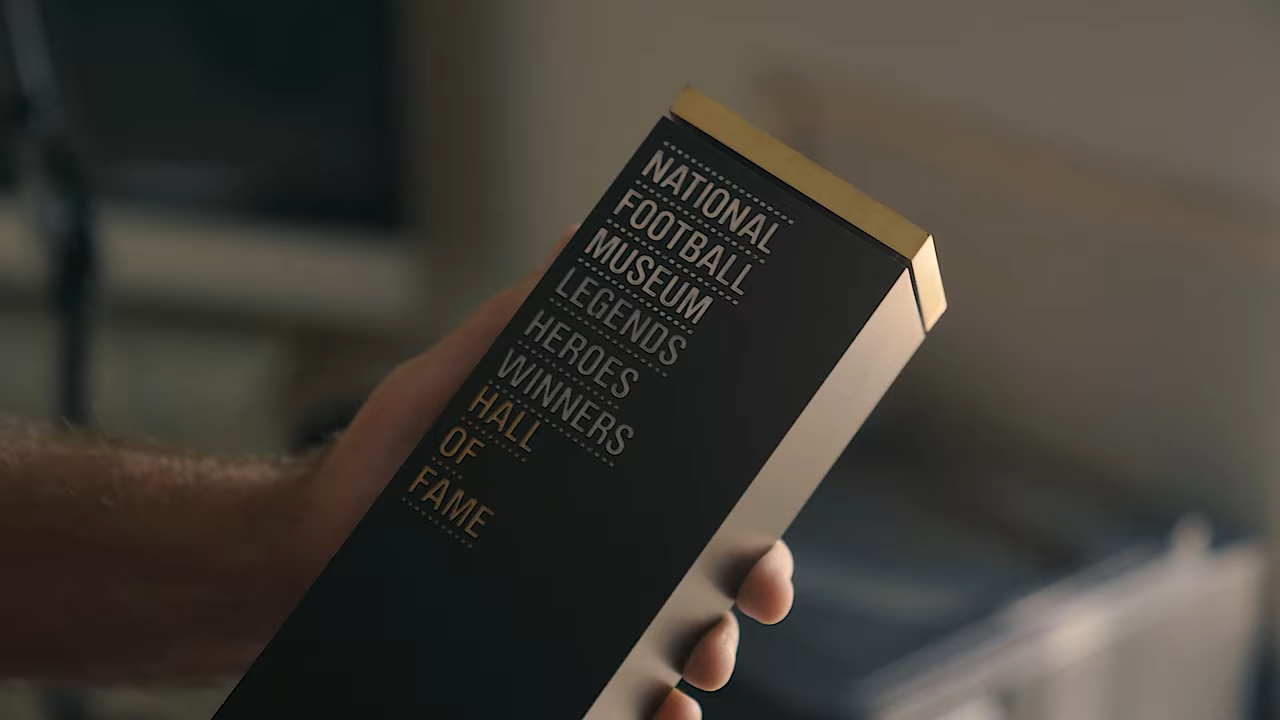 NATIONAL
FOOTBALL
MUSEUM
LEGENDS
HEROES
WINNERS
HALL
OF
FAME